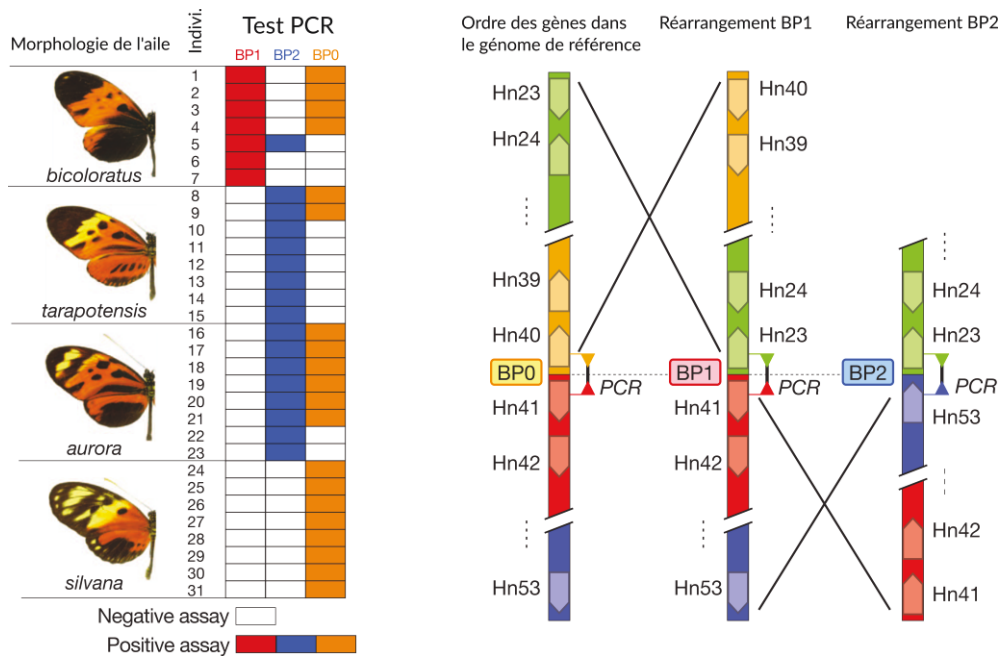 Morphologie de l'aile
Indivi.
Test PCR
BP1 BP2 BP0
1
2
3
4
5
6
7
bicoloratus
8
9
10
11
12
13
14
15
tarapotensis
16
17
18
19
20
21
22
23
aurora
24
25
26
27
28
29
30
31
silvana
Negative assay
Positive assay
Ordre des gènes dans
le génome de référence
Hn23
Hn24
Hn39
Hn40
BP0
PCR
Hn41
Hn42
Hn53
Réarrangement BP1
Hn40
Hn39
Hn24
Hn23
BP1
PCR
Hn41
Hn42
Hn53
Réarrangement BP2
Hn24
Hn23
BP2
PCR
Hn53
Hn42
Hn41